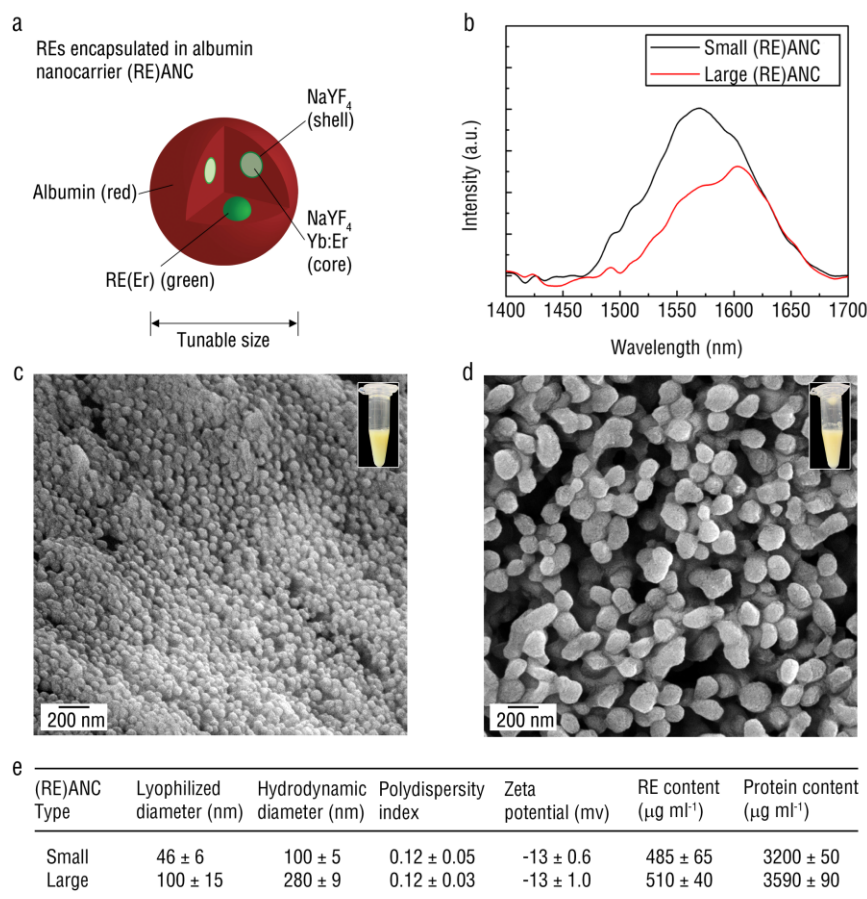 a
REs encapsulated in albumin
nanocarrier (RE)ANC
NaYF₄
(shell)
Albumin (red)
NaYF₄
Yb:Er
(core)
RE(Er) (green)
Tunable size
b
Small (RE)ANC
Large (RE)ANC
Intensity (a.u.)
1400 1450 1500 1550 1600 1650 1700
Wavelength (nm)
c
200 nm
d
200 nm
e
(RE)ANC Lyophilized Hydrodynamic Polydispersity Zeta RE content Protein content
Type diameter (nm) diameter (nm) index potential (mv) (µg ml⁻¹) (µg ml⁻¹)
Small 46 ± 6 100 ± 5 0.12 ± 0.05 -13 ± 0.6 485 ± 65 3200 ± 50
Large 100 ± 15 280 ± 9 0.12 ± 0.03 -13 ± 1.0 510 ± 40 3590 ± 90